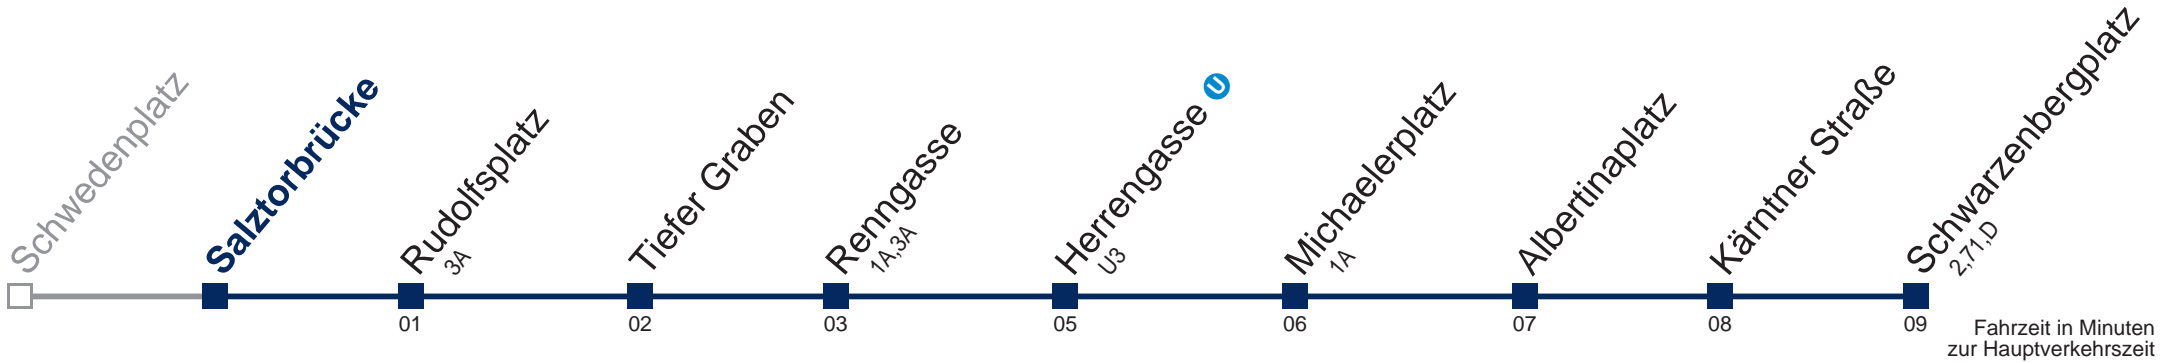 Schwedenplatz
Salztorbrücke
Rudolfsplatz
3A
Tiefer Graben
Renngasse
1A,3A
Herrengasse U
U3
Michaelerplatz
1A
Albertinaplatz
Kärntner Straße
Schwarzenbergplatz
2,71,D
01
02
03
05
06
07
08
09
Fahrzeit in Minuten
zur Hauptverkehrszeit